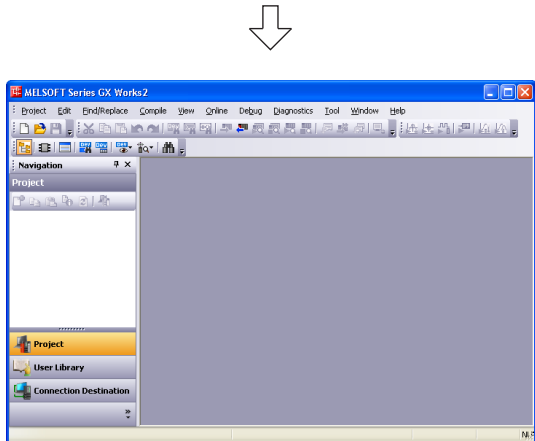 MELSOFT Series GX Works2
Project Edit Find/Replace Compile View Online Debug Diagnostics Tool Window Help
Navigation
Project
Project
User Library
Connection Destination